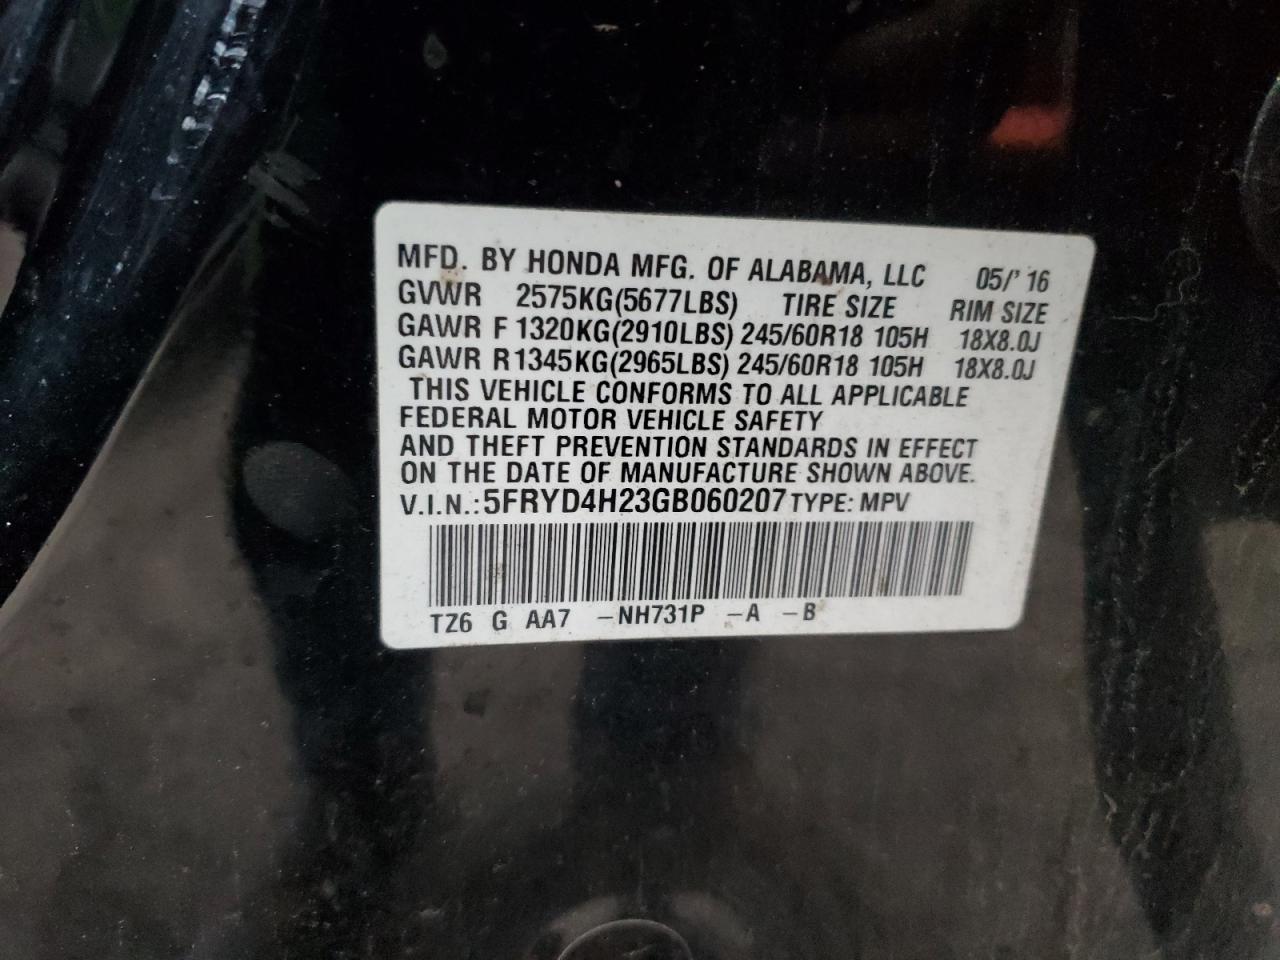 MFD. BY HONDA MFG. OF ALABAMA, LLC 05/'16
GVWR 2575KG(5677LBS) TIRE SIZE RIM SIZE
GAWR F 1320KG(2910LBS) 245/60R18 105H 18X8.0J
GAWR R 1345KG(2965LBS) 245/60R18 105H 18X8.0J
THIS VEHICLE CONFORMS TO ALL APPLICABLE
FEDERAL MOTOR VEHICLE SAFETY
AND THEFT PREVENTION STANDARDS IN EFFECT
ON THE DATE OF MANUFACTURE SHOWN ABOVE.
V.I.N.:5FRYD4H23GB060207 TYPE: MPV
TZ6 G AA7 -NH731P -A -B